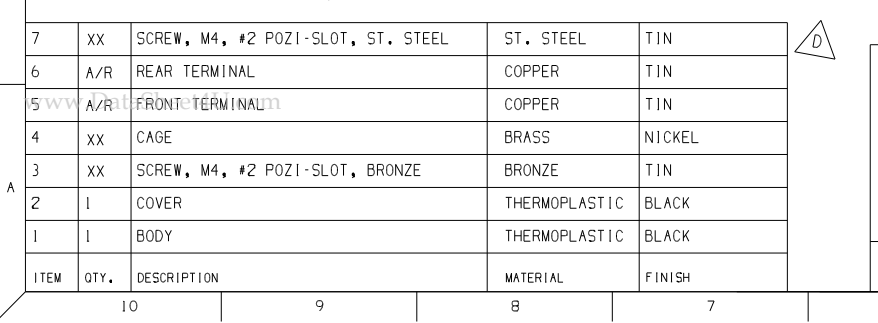 7 XX SCREW, M4, #2 POZI-SLOT, ST. STEEL ST. STEEL TIN
D
6 A/R REAR TERMINAL COPPER TIN
5 A/R FRONT TERMINAL COPPER TIN
www.DataSheet4U.com
4 XX CAGE BRASS NICKEL
3 XX SCREW, M4, #2 POZI-SLOT, BRONZE BRONZE TIN
A
2 1 COVER THERMOPLASTIC BLACK
1 1 BODY THERMOPLASTIC BLACK
ITEM QTY. DESCRIPTION MATERIAL FINISH
10 9 8 7